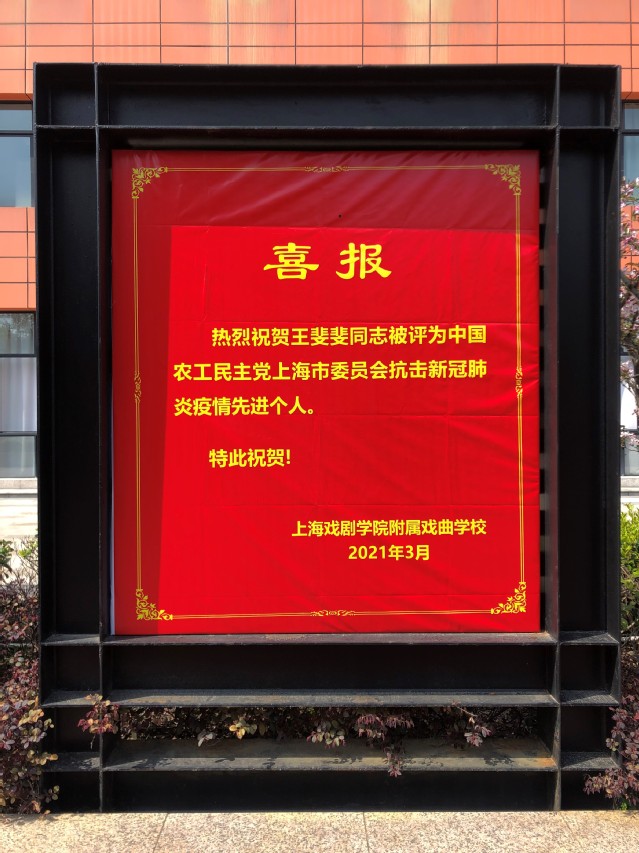 喜报
热烈祝贺王斐斐同志被评为中国
农工民主党上海市委员会抗击新冠肺
炎疫情先进个人。
特此祝贺!
上海戏剧学院附属戏曲学校
2021年3月